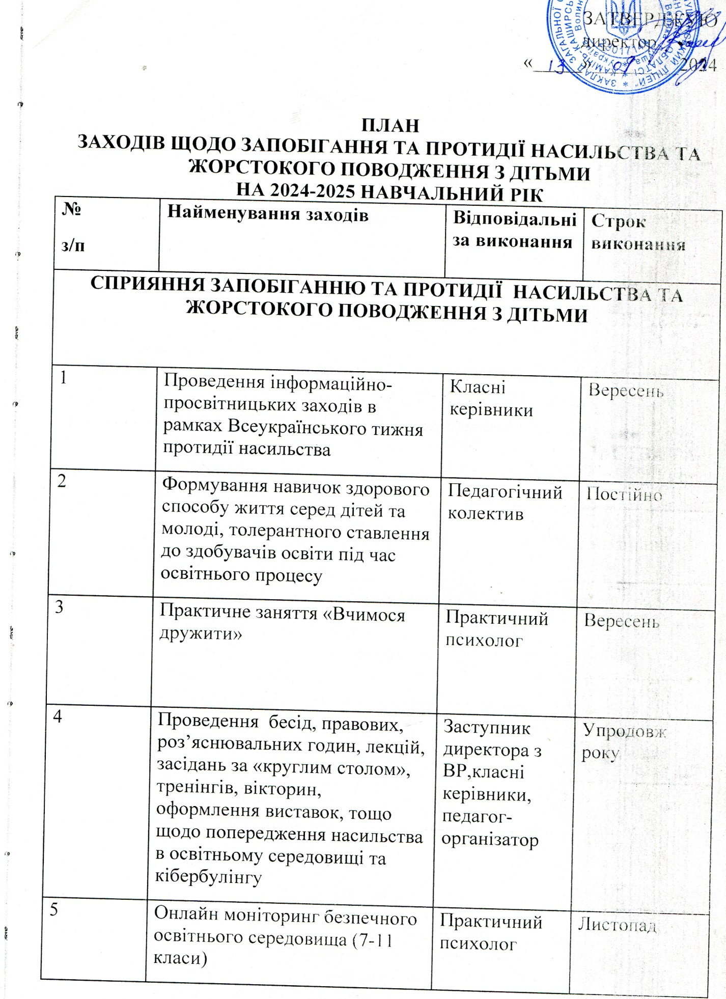 ЗАТВЕРДЖУЮ
директор
«13» 09 2024
ПЛАН
ЗАХОДІВ ЩОДО ЗАПОБІГАННЯ ТА ПРОТИДІЇ НАСИЛЬСТВА ТА
ЖОРСТОКОГО ПОВОДЖЕННЯ З ДІТЬМИ
НА 2024-2025 НАВЧАЛЬНИЙ РІК
№
з/п
Найменування заходів
Відповідальні
за виконання
Строк
виконання
СПРИЯННЯ ЗАПОБІГАННЮ ТА ПРОТИДІЇ НАСИЛЬСТВА ТА
ЖОРСТОКОГО ПОВОДЖЕННЯ З ДІТЬМИ
1
Проведення інформаційно-
просвітницьких заходів в
рамках Всеукраїнського тижня
протидії насильства
Класні
керівники
Вересень
2
Формування навичок здорового
способу життя серед дітей та
молоді, толерантного ставлення
до здобувачів освіти під час
освітнього процесу
Педагогічний
колектив
Постійно
3
Практичне заняття «Вчимося
дружити»
Практичний
психолог
Вересень
4
Проведення бесід, правових,
роз’яснювальних годин, лекцій,
засідань за «круглим столом»,
тренінгів, вікторин,
оформлення виставок, тощо
щодо попередження насильства
в освітньому середовищі та
кібербулінгу
Заступник
директора з
ВР,класні
керівники,
педагог-
організатор
Упродовж
року
5
Онлайн моніторинг безпечного
освітнього середовища (7-11
класи)
Практичний
психолог
Листопад